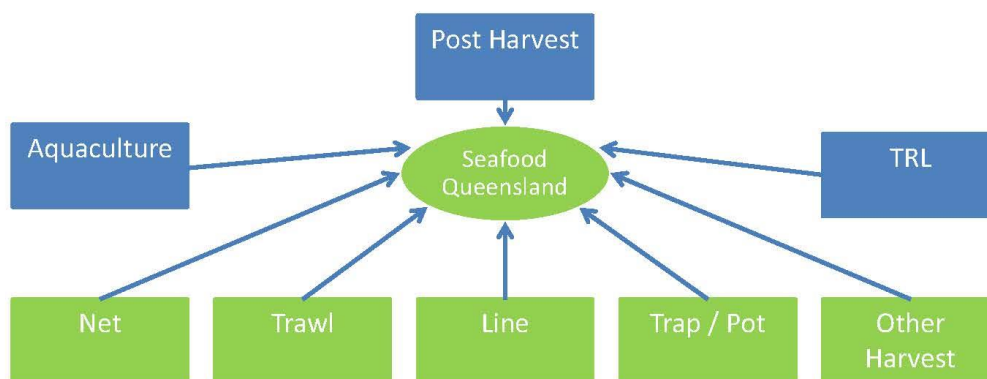 Post Harvest
Aquaculture
Seafood
Queensland
TRL
Net
Trawl
Line
Trap / Pot
Other
Harvest